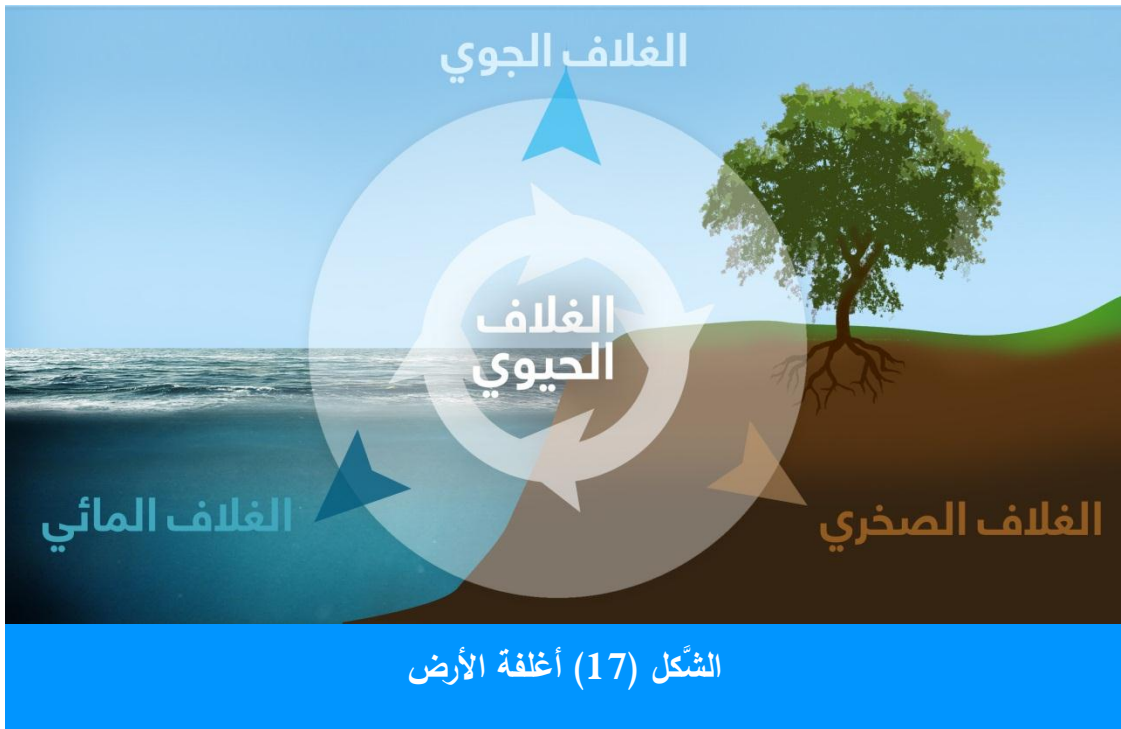 الغلاف الجوي
الغلاف
الحيوي
الغلاف الصخري
الغلاف المائي
الشَّكل (17) أغلفة الأرض